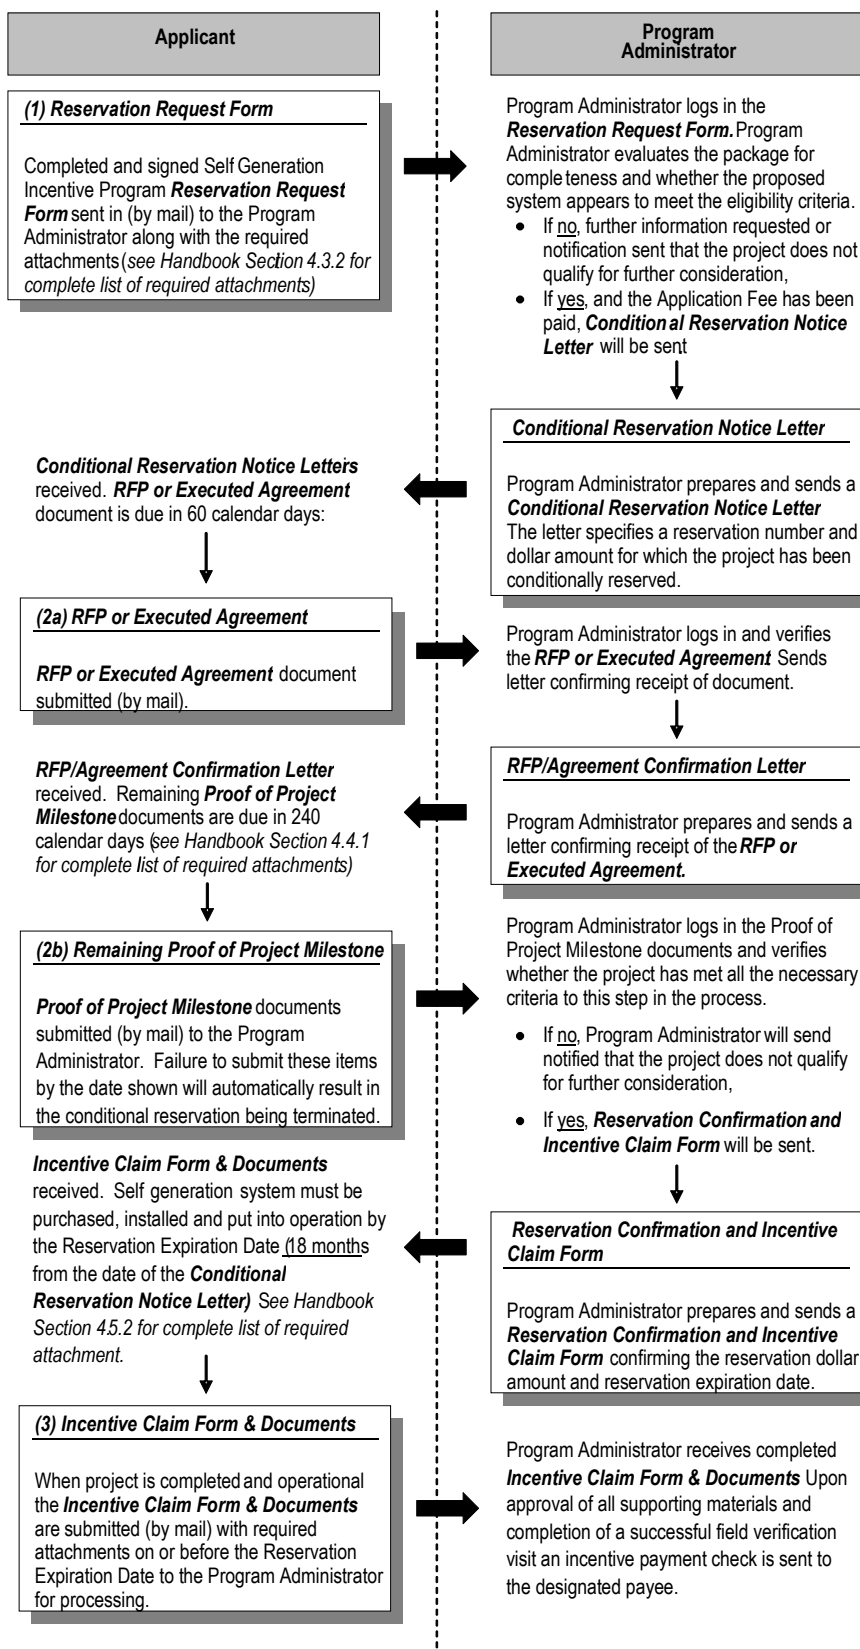 Applicant
Program
Administrator
(1) Reservation Request Form
Completed and signed Self Generation
Incentive Program Reservation Request
Form sent in (by mail) to the Program
Administrator along with the required
attachments (see Handbook Section 4.3.2 for
complete list of required attachments)
Program Administrator logs in the
Reservation Request Form. Program
Administrator evaluates the package for
completeness and whether the proposed
system appears to meet the eligibility criteria.
• If no, further information requested or
notification sent that the project does not
qualify for further consideration,
• If yes, and the Application Fee has been
paid, Conditional Reservation Notice
Letter will be sent
Conditional Reservation Notice Letter
Program Administrator prepares and sends a
Conditional Reservation Notice Letter
The letter specifies a reservation number and
dollar amount for which the project has been
conditionally reserved.
Conditional Reservation Notice Letter is
received. RFP or Executed Agreement
document is due in 60 calendar days:
(2a) RFP or Executed Agreement
RFP or Executed Agreement document
submitted (by mail).
Program Administrator logs in and verifies
the RFP or Executed Agreement. Sends
letter confirming receipt of document.
RFP/Agreement Confirmation Letter
Program Administrator prepares and sends a
letter confirming receipt of the RFP or
Executed Agreement.
RFP/Agreement Confirmation Letter
received. Remaining Proof of Project
Milestone documents are due in 240
calendar days (see Handbook Section 4.4.1
for complete list of required attachments)
(2b) Remaining Proof of Project Milestone
Proof of Project Milestone documents
submitted (by mail) to the Program
Administrator. Failure to submit these items
by the date shown will automatically result in
the conditional reservation being terminated.
Program Administrator logs in the Proof of
Project Milestone documents and verifies
whether the project has met all the necessary
criteria to this step in the process.
• If no, Program Administrator will send
notified that the project does not qualify
for further consideration,
• If yes, Reservation Confirmation and
Incentive Claim Form will be sent.
Reservation Confirmation and Incentive
Claim Form
Program Administrator prepares and sends a
Reservation Confirmation and Incentive
Claim Form confirming the reservation dollar
amount and reservation expiration date.
Incentive Claim Form & Documents
received. Self generation system must be
purchased, installed and put into operation by
the Reservation Expiration Date (18 months
from the date of the Conditional
Reservation Notice Letter) See Handbook
Section 4.5.2 for complete list of required
attachment.
(3) Incentive Claim Form & Documents
When project is completed and operational
the Incentive Claim Form & Documents
are submitted (by mail) with required
attachments on or before the Reservation
Expiration Date to the Program Administrator
for processing.
Program Administrator receives completed
Incentive Claim Form & Documents Upon
approval of all supporting materials and
completion of a successful field verification
visit an incentive payment check is sent to
the designated payee.